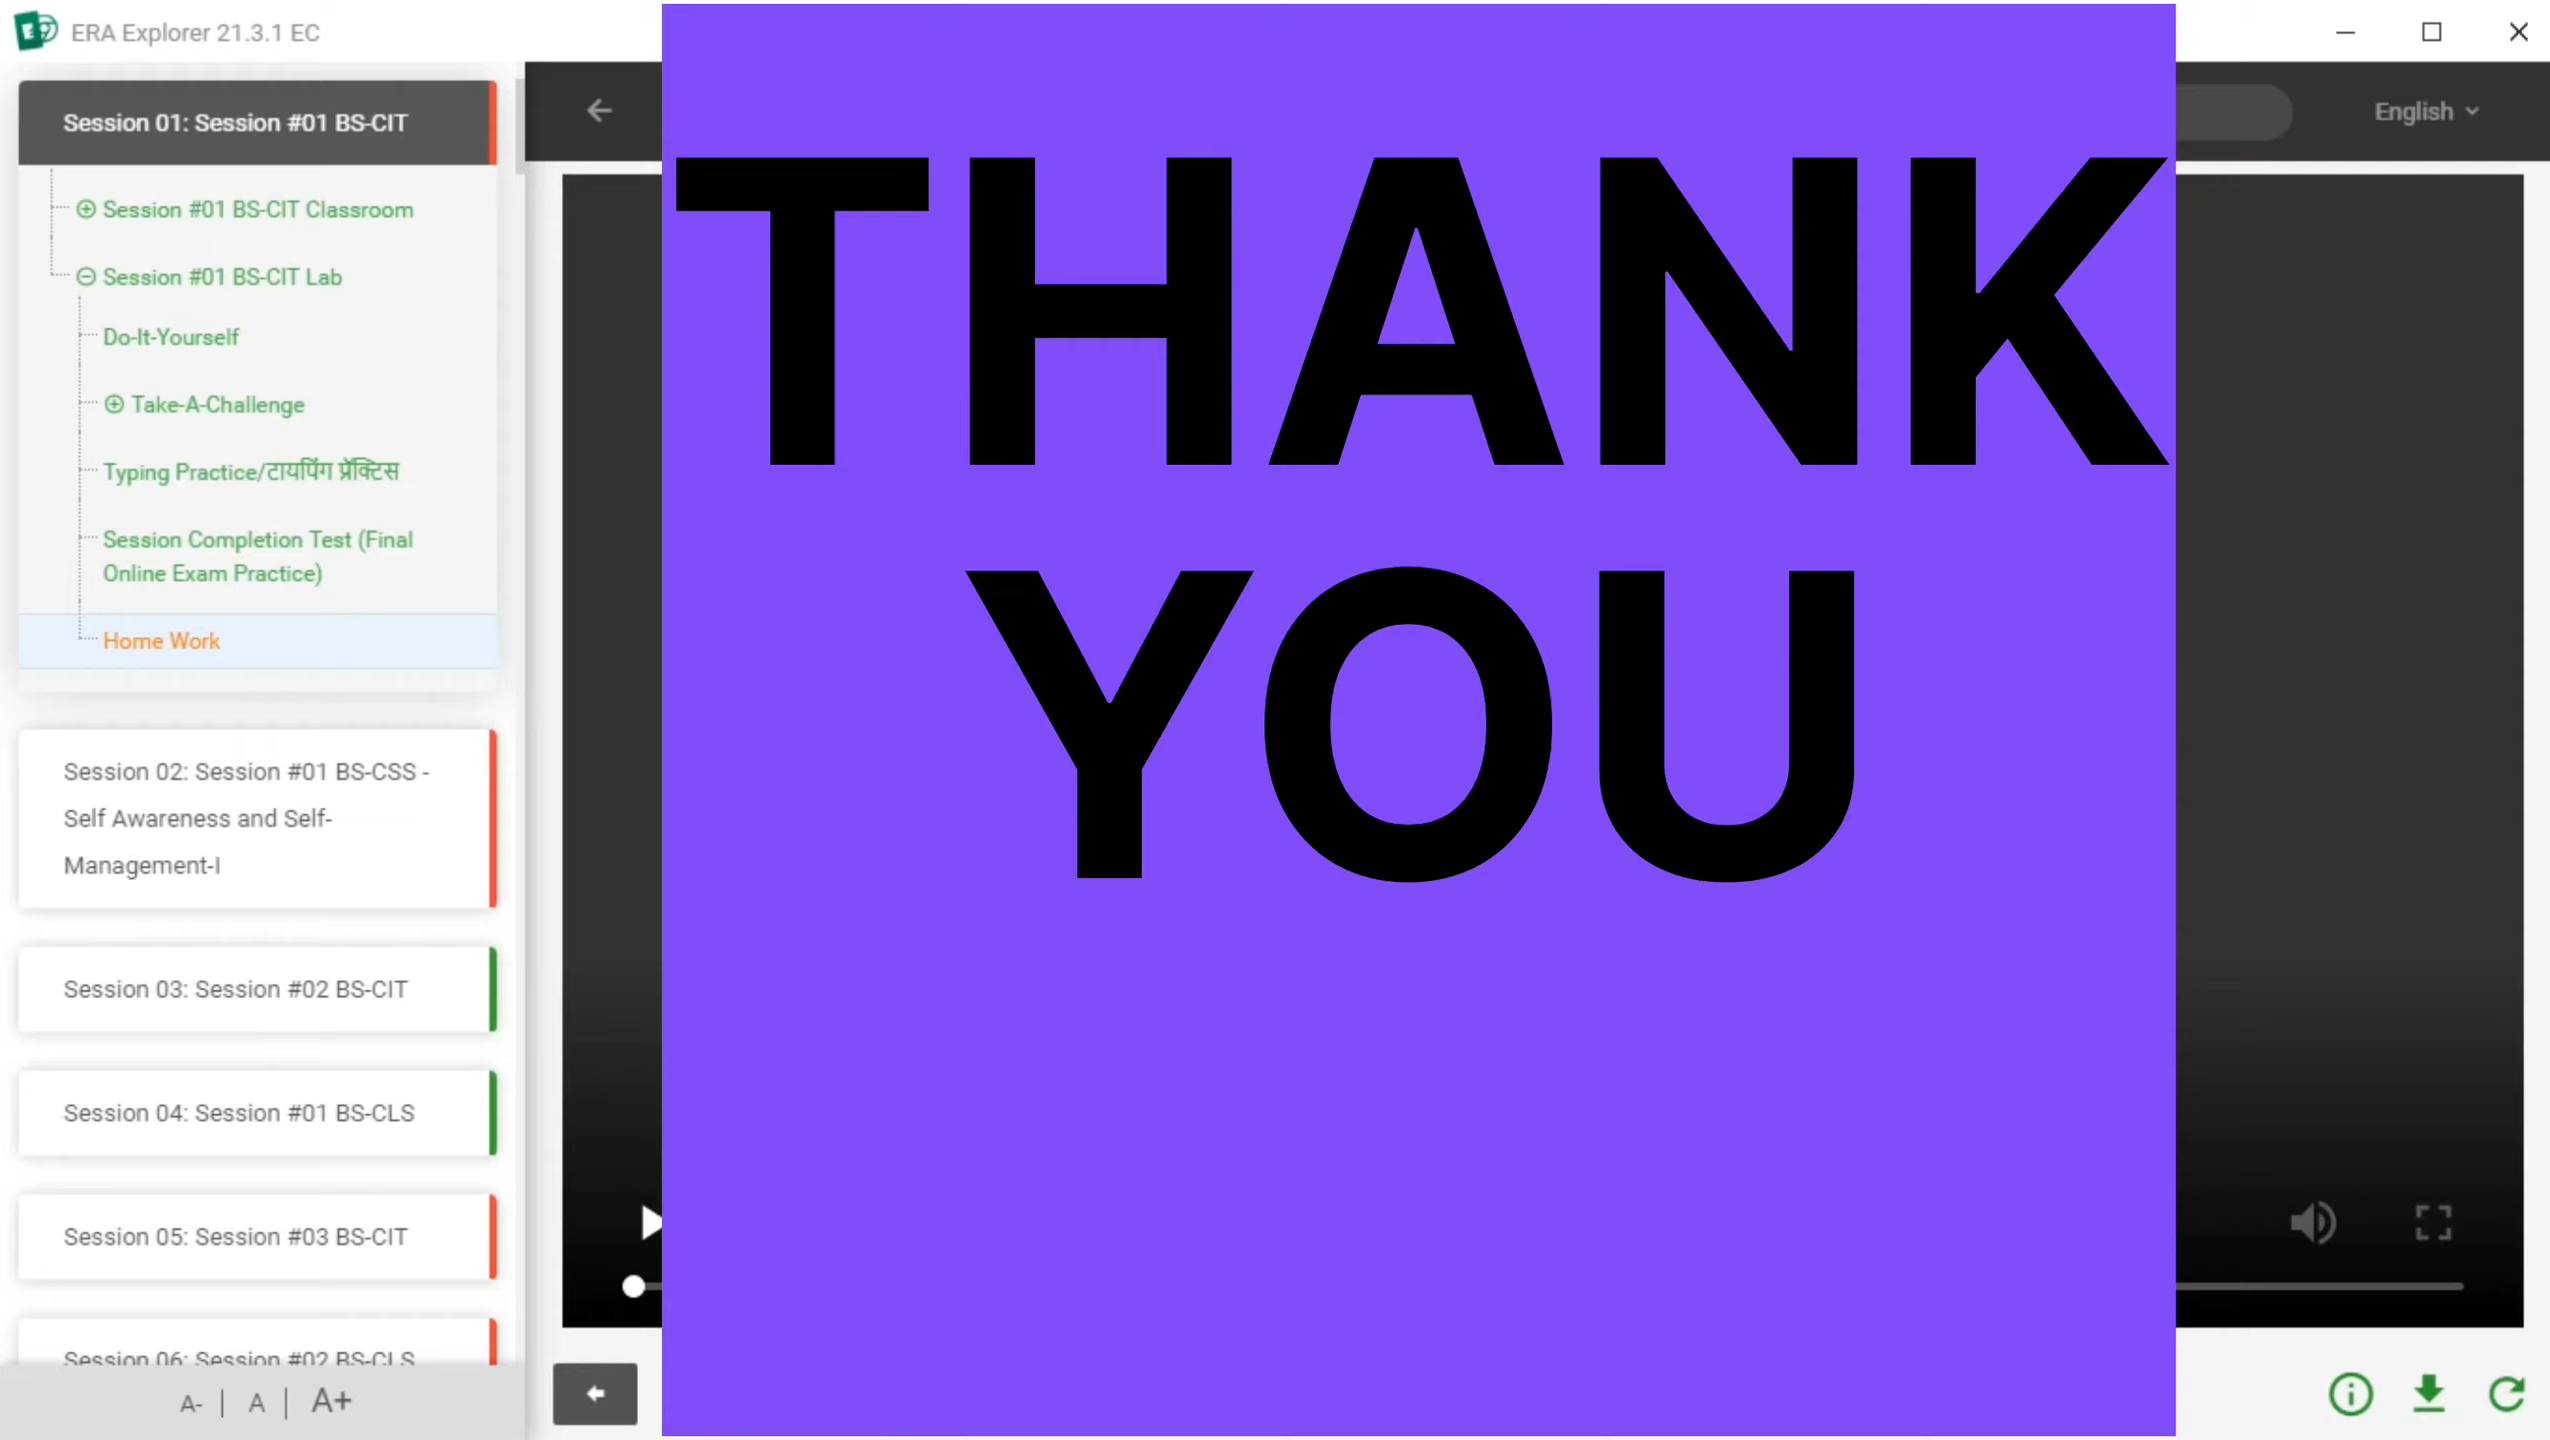 ERA Explorer 21.3.1 EC
Session 01: Session #01 BS-CIT
Session #01 BS-CIT Classroom
Session #01 BS-CIT Lab
Do-It-Yourself
Take-A-Challenge
Typing Practice/टायपिंग प्रॅक्टिस
Session Completion Test (Final
Online Exam Practice)
Home Work
Session 02: Session #01 BS-CSS -
Self Awareness and Self-
Management-I
Session 03: Session #02 BS-CIT
Session 04: Session #01 BS-CLS
Session 05: Session #03 BS-CIT
Session 06: Session #02 BS-CLS
A- | A | A+
English
THANK
YOU